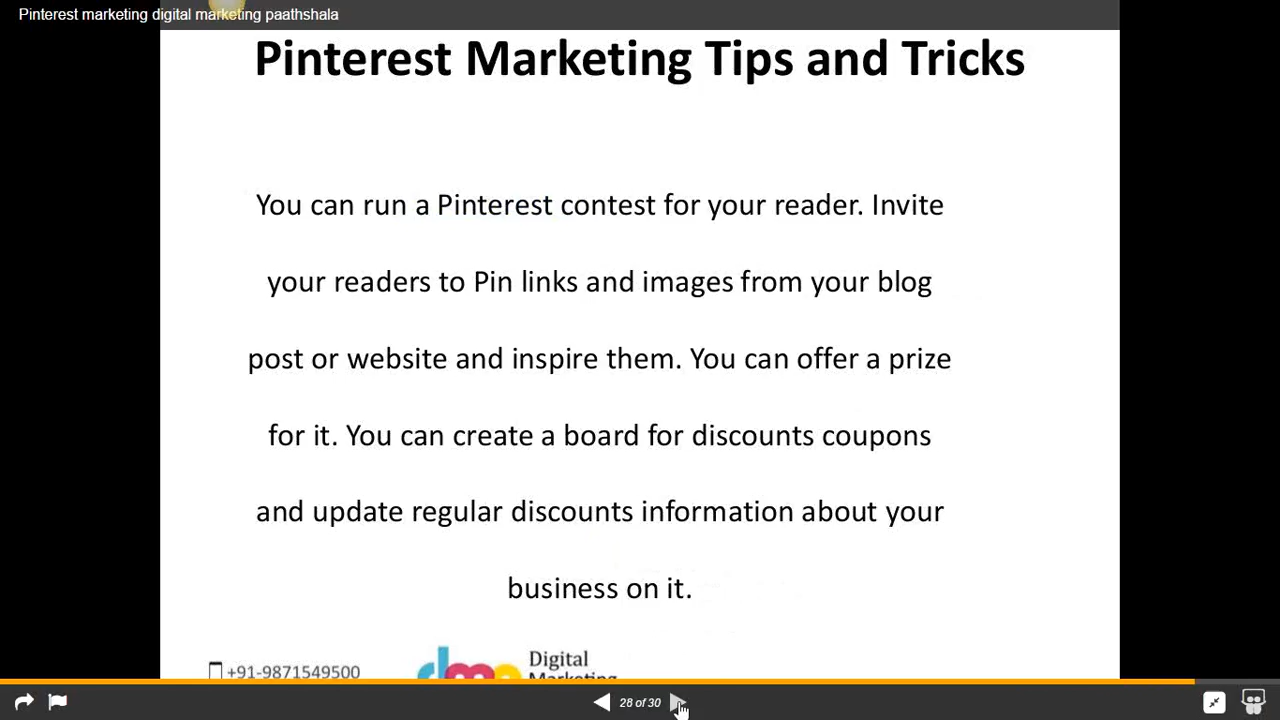 Pinterest marketing digital marketing paathshala
Pinterest Marketing Tips and Tricks
You can run a Pinterest contest for your reader. Invite
your readers to Pin links and images from your blog
post or website and inspire them. You can offer a prize
for it. You can create a board for discounts coupons
and update regular discounts information about your
business on it.
+91-9871549500
Digital
Marketing
28 of 30